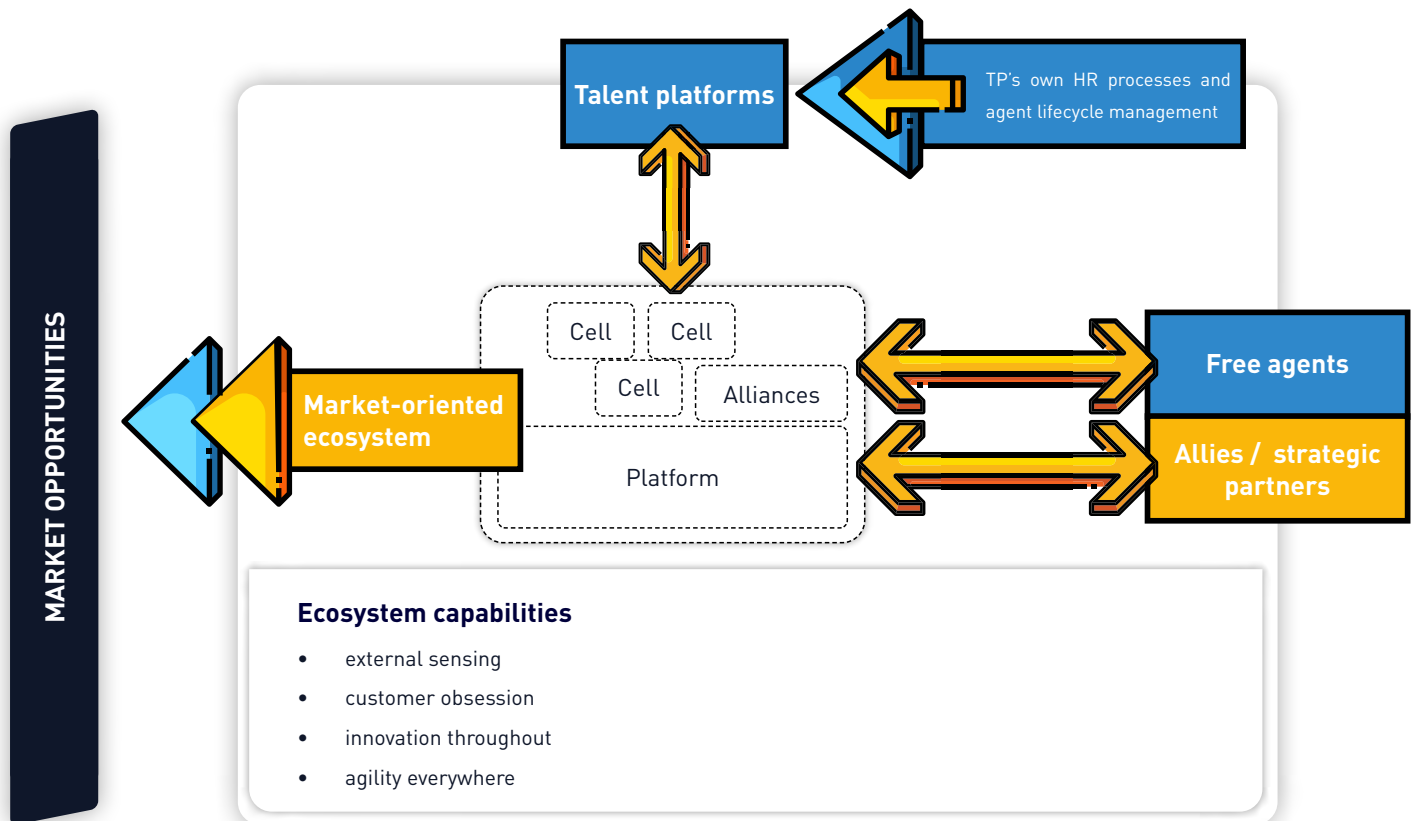 Talent platforms
TP's own HR processes and
agent lifecycle management
MARKET OPPORTUNITIES
Cell
Cell
Cell
Alliances
Platform
Market-oriented
ecosystem
Free agents
Allies / strategic
partners
Ecosystem capabilities
• external sensing
• customer obsession
• innovation throughout
• agility everywhere